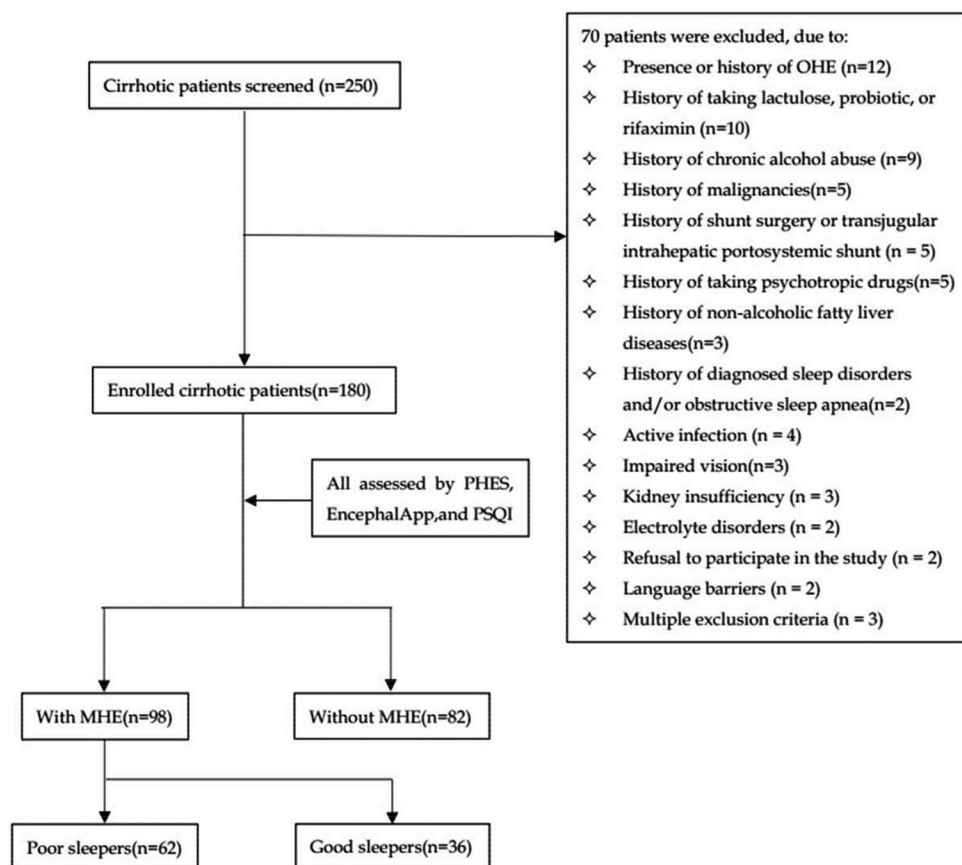 Cirrhotic patients screened (n=250)
70 patients were excluded, due to:
✧ Presence or history of OHE (n=12)
✧ History of taking lactulose, probiotic, or
rifaximin (n=10)
✧ History of chronic alcohol abuse (n=9)
✧ History of malignancies(n=5)
✧ History of shunt surgery or transjugular
intrahepatic portosystemic shunt (n = 5)
✧ History of taking psychotropic drugs(n=5)
✧ History of non-alcoholic fatty liver
diseases(n=3)
✧ History of diagnosed sleep disorders
and/or obstructive sleep apnea(n=2)
✧ Active infection (n = 4)
✧ Impaired vision(n=3)
✧ Kidney insufficiency (n = 3)
✧ Electrolyte disorders (n = 2)
✧ Refusal to participate in the study (n = 2)
✧ Language barriers (n = 2)
✧ Multiple exclusion criteria (n = 3)
Enrolled cirrhotic patients(n=180)
All assessed by PHES,
EncephalApp,and PSQI
With MHE(n=98)
Without MHE(n=82)
Poor sleepers(n=62)
Good sleepers(n=36)